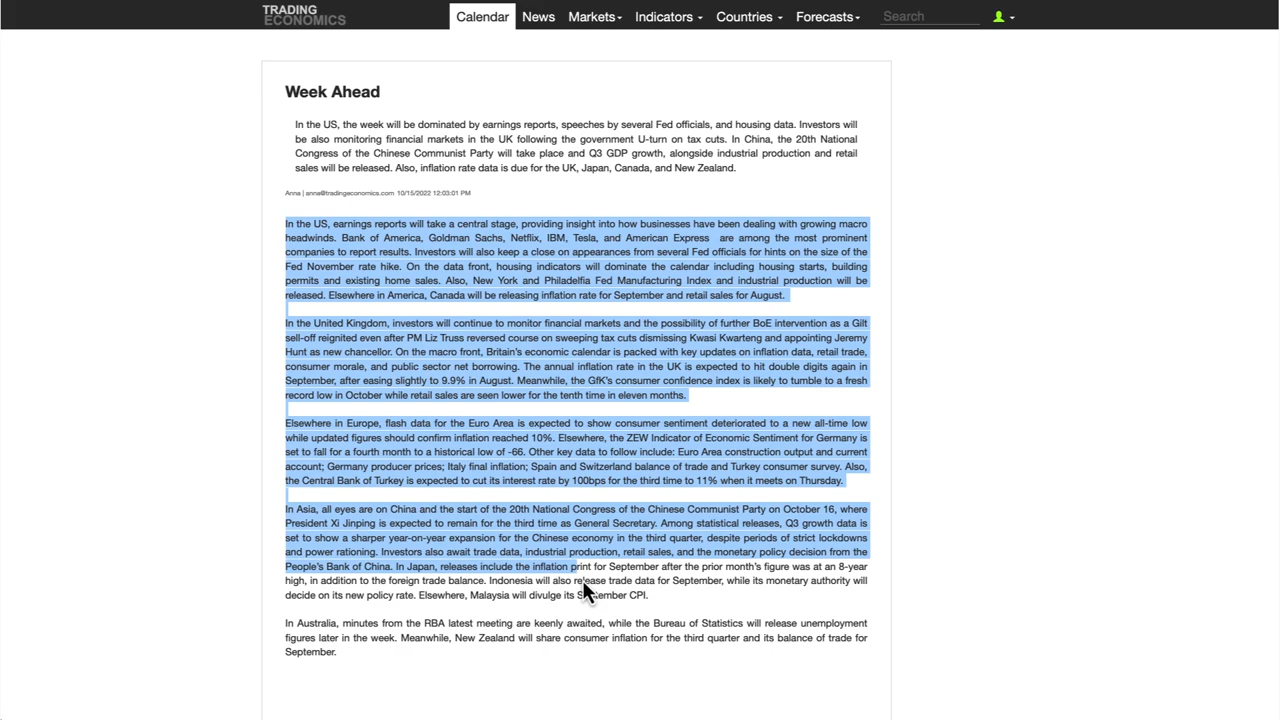 TRADING
ECONOMICS
Calendar News Markets Indicators Countries Forecasts Search
Week Ahead
In the US, the week will be dominated by earnings reports, speeches by several Fed officials, and housing data. Investors will
be also monitoring financial markets in the UK following the government U-turn on tax cuts. In China, the 20th National
Congress of the Chinese Communist Party will take place and Q3 GDP growth, alongside industrial production and retail
sales will be released. Also, inflation rate data is due for the UK, Japan, Canada, and New Zealand.
Anna | anna@tradingeconomics.com 10/15/2022 12:03:01 PM
In the US, earnings reports will take a central stage, providing insight into how businesses have been dealing with growing macro
headwinds. Bank of America, Goldman Sachs, Netflix, IBM, Tesla, and American Express are among the most prominent
companies to report results. Investors will also keep a close on appearances from several Fed officials for hints on the size of the
Fed November rate hike. On the data front, housing indicators will dominate the calendar including housing starts, building
permits and existing home sales. Also, New York and Philadelfia Fed Manufacturing Index and industrial production will be
released. Elsewhere in America, Canada will be releasing inflation rate for September and retail sales for August.
In the United Kingdom, investors will continue to monitor financial markets and the possibility of further BoE intervention as a Gilt
sell-off reignited even after PM Liz Truss reversed course on sweeping tax cuts dismissing Kwasi Kwarteng and appointing Jeremy
Hunt as new chancellor. On the macro front, Britain's economic calendar is packed with key updates on inflation data, retail trade,
consumer morale, and public sector net borrowing. The annual inflation rate in the UK is expected to hit double digits again in
September, after easing slightly to 9.9% in August. Meanwhile, the GfK's consumer confidence index is likely to tumble to a fresh
record low in October while retail sales are seen lower for the tenth time in eleven months.
Elsewhere in Europe, flash data for the Euro Area is expected to show consumer sentiment deteriorated to a new all-time low
while updated figures should confirm inflation reached 10%. Elsewhere, the ZEW Indicator of Economic Sentiment for Germany is
set to fall for a fourth month to a historical low of -66. Other key data to follow include: Euro Area construction output and current
account; Germany producer prices; Italy final inflation; Spain and Switzerland balance of trade and Turkey consumer survey. Also,
the Central Bank of Turkey is expected to cut its interest rate by 100bps for the third time to 11% when it meets on Thursday.
In Asia, all eyes are on China and the start of the 20th National Congress of the Chinese Communist Party on October 16, where
President Xi Jinping is expected to remain for the third time as General Secretary. Among statistical releases, Q3 growth data is
set to show a sharper year-on-year expansion for the Chinese economy in the third quarter, despite periods of strict lockdowns
and power rationing. Investors also await trade data, industrial production, retail sales, and the monetary policy decision from the
People's Bank of China. In Japan, releases include the inflation print for September after the prior month's figure was at an 8-year
high, in addition to the foreign trade balance. Indonesia will also release trade data for September, while its monetary authority will
decide on its new policy rate. Elsewhere, Malaysia will divulge its September CPI.
In Australia, minutes from the RBA latest meeting are keenly awaited, while the Bureau of Statistics will release unemployment
figures later in the week. Meanwhile, New Zealand will share consumer inflation for the third quarter and its balance of trade for
September.